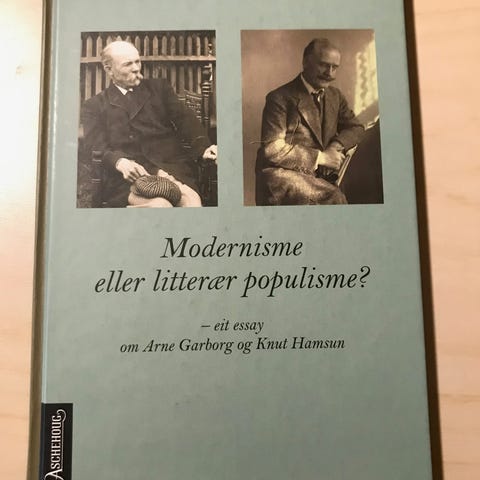 Modernisme
eller litterær populisme?
– eit essay
om Arne Garborg og Knut Hamsun
ASCHEHOUG